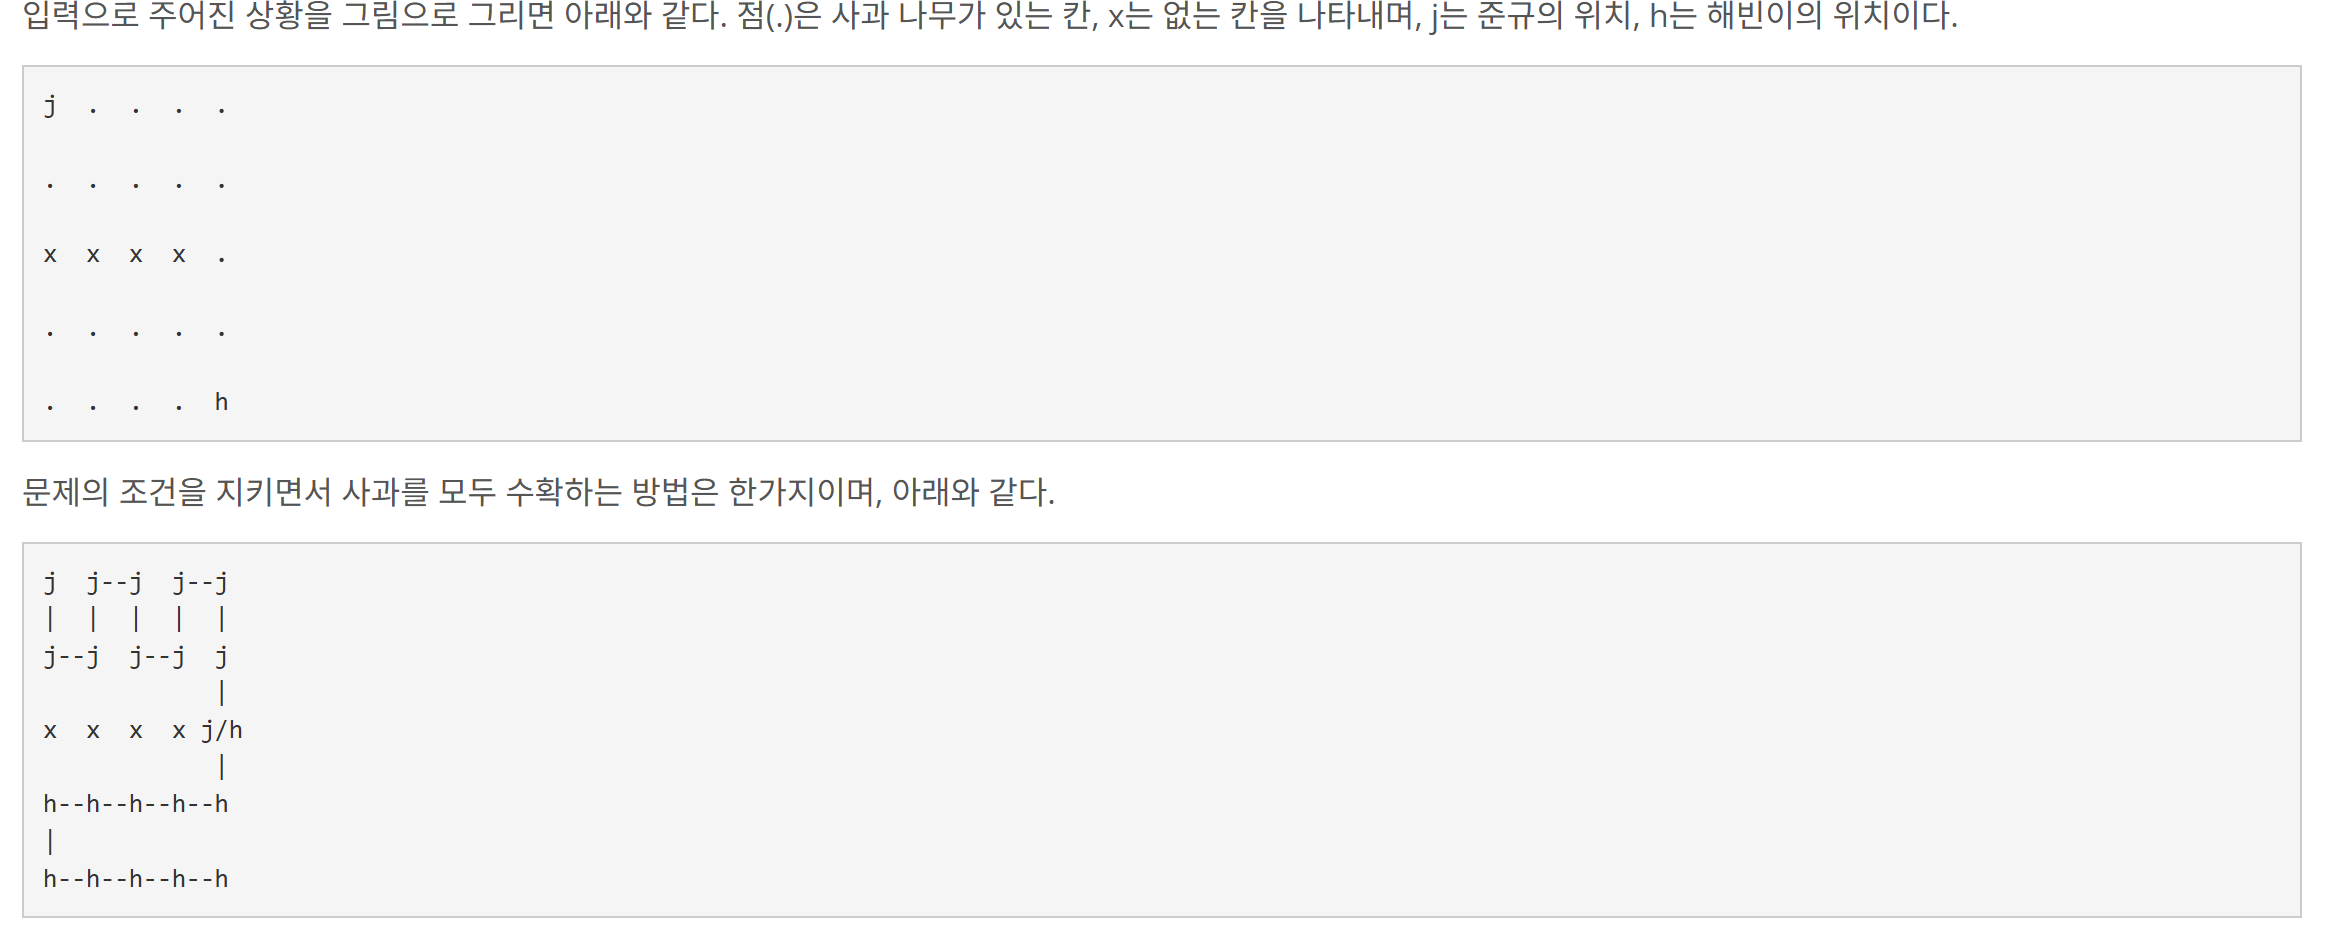 입력으로 주어진 상황을 그림으로 그리면 아래와 같다. 점(.)은 사과 나무가 있는 칸, x는 없는 칸을 나타내며, j는 준규의 위치, h는 해빈이의 위치이다.
j  .  .  .  .
.  .  .  .  .
x  x  x  x  .
.  .  .  .  .
.  .  .  .  h
문제의 조건을 지키면서 사과를 모두 수확하는 방법은 한가지이며, 아래와 같다.
j  j--j  j--j
|  |  |  |  |
j--j  j--j  j
            |
x  x  x  x j/h
            |
h--h--h--h--h
|
h--h--h--h--h